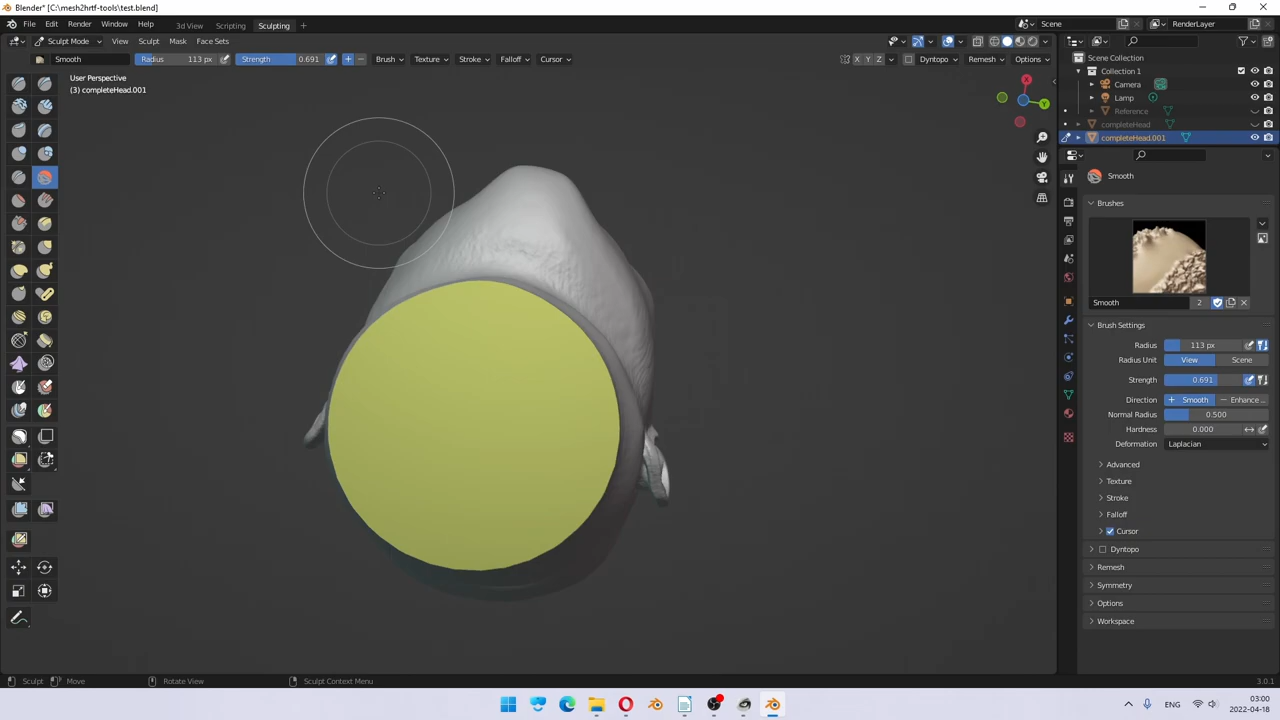 Blender* [C:\mesh2hrtf-tools\test.blend]
File Edit Render Window Help 3d View Scripting Sculpting Scene RenderLayer
Sculpt Mode View Sculpt Mask Face Sets
Smooth Radius 113 px Strength 0.691 Brush Texture Stroke Falloff Cursor X Y Z Dyntopo Remesh Options
User Perspective
(3) completeHead.001
X
Y
Scene Collection
Collection 1
Camera
Lamp
Reference
completeHead
completeHead.001
Smooth
Brushes
Smooth 2
Brush Settings
Radius 113 px
Radius Unit View Scene
Strength 0.691
Direction Smooth Enhance ...
Normal Radius 0.500
Hardness 0.000
Deformation Laplacian
Advanced
Texture
Stroke
Falloff
Cursor
Dyntopo
Remesh
Symmetry
Options
Workspace
Sculpt Move Rotate View Sculpt Context Menu 3.0.1
ENG 03:00
2022-04-18